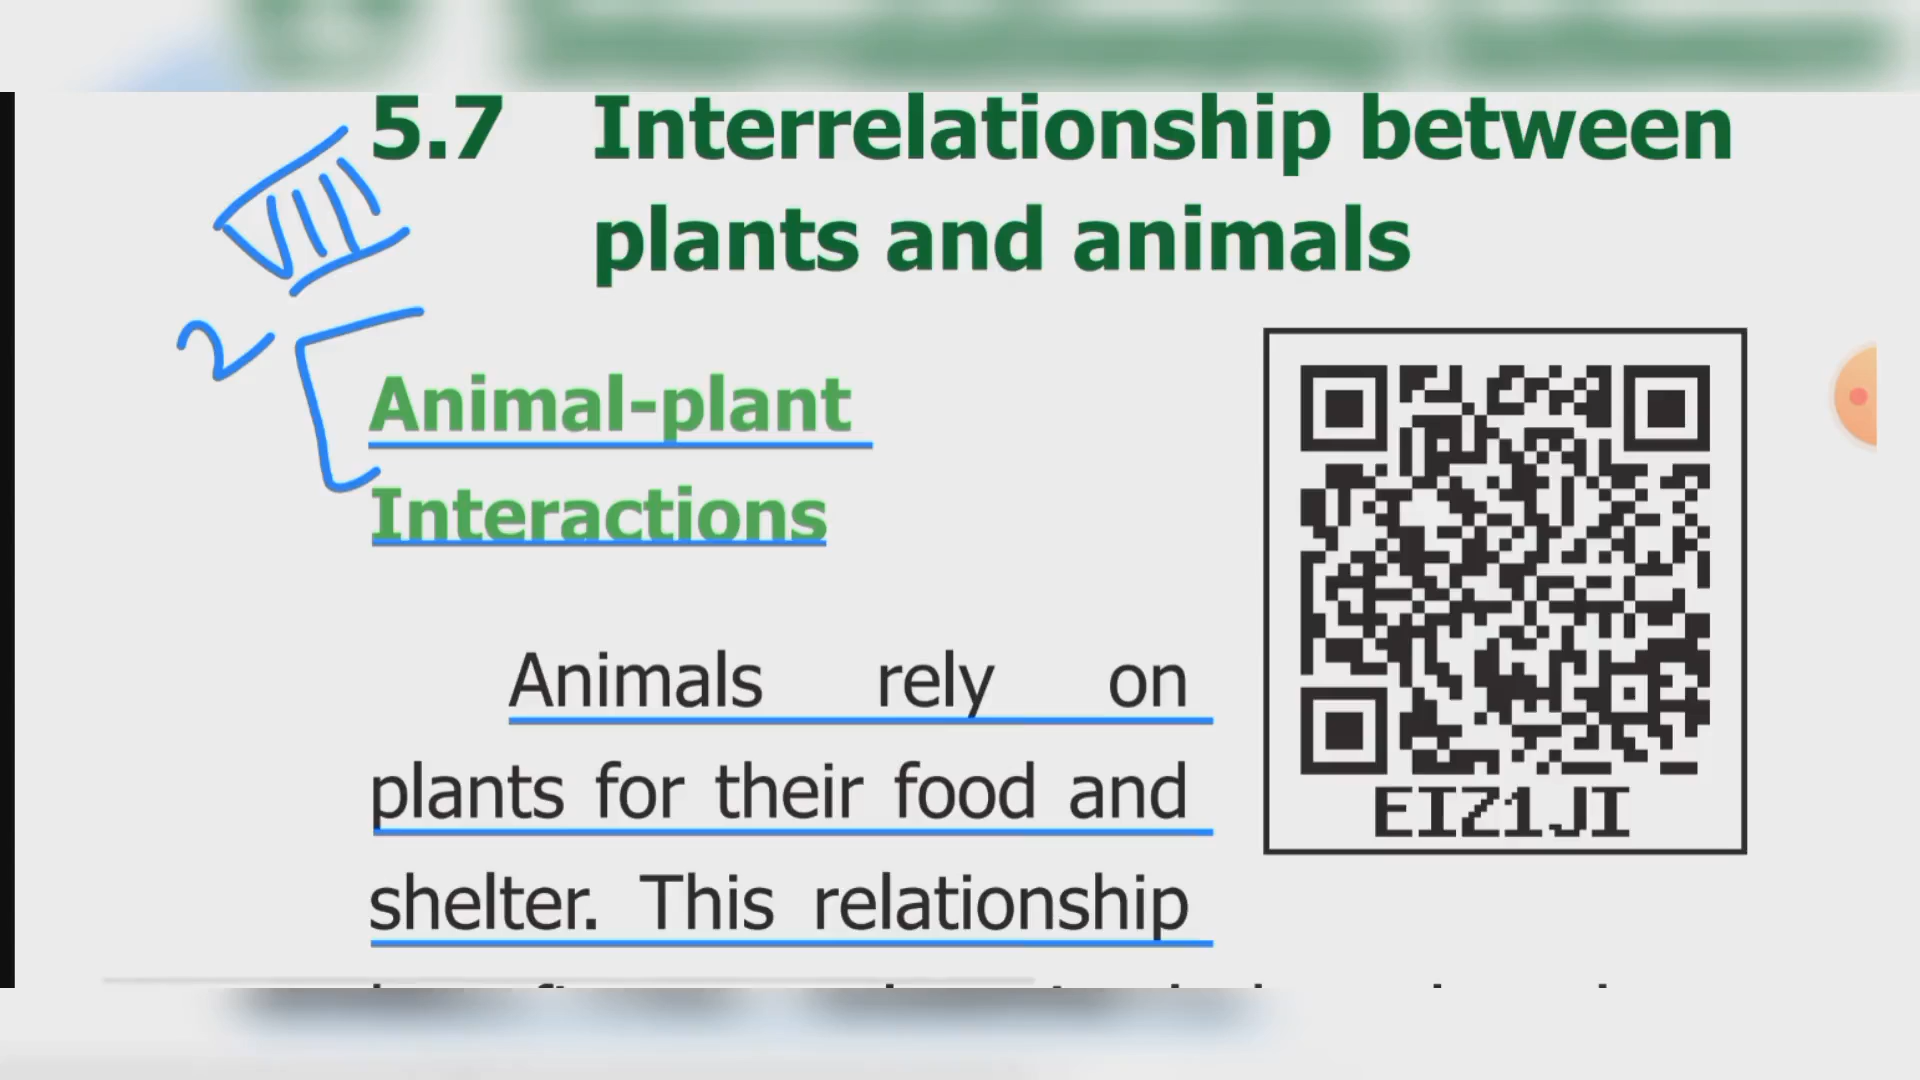 5.7 Interrelationship between
plants and animals
VIII
2
Animal-plant
Interactions
Animals rely on
plants for their food and
shelter. This relationship
EIZ1JI